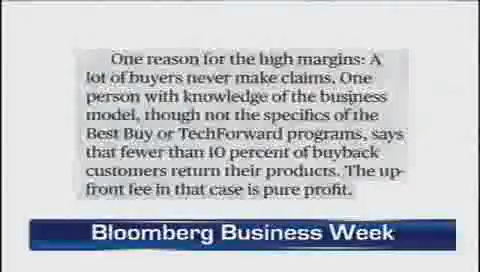 One reason for the high margins: A
lot of buyers never make claims. One
person with knowledge of the business
model, though not the specifics of the
Best Buy or TechForward programs, says
that fewer than 10 percent of buyback
customers return their products. The up-
front fee in that case is pure profit.
Bloomberg Business Week